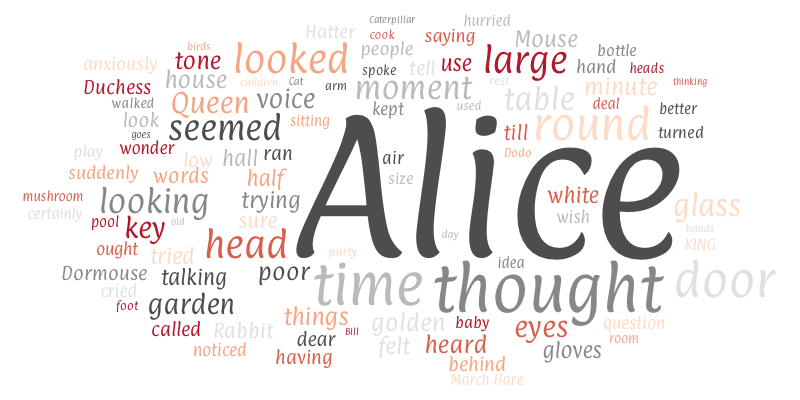 Caterpillar
hurried
Hatter
cook
saying
Mouse
people
birds
anxiously
tone
looked
bottle
use
large
hand
heads
spoke
tell
house
children
Cat
arm
moment
rest
minute
thinking
Duchess
walked
Queen
voice
kept
used
table
deal
better
look
goes
seemed
sitting
till
round
turned
play
wonder
low
hall
ran
air
Dodo
suddenly
words
half
size
mushroom
looking
trying
Alice
white
glass
certainly
pool
key
old
sure
wish
hands
ought
tried
head
party
day
KING
Dormouse
talking
poor
time
thought
idea
door
cried
foot
garden
called
Rabbit
things
Bill
golden
baby
eyes
question
dear
felt
heard
room
noticed
having
gloves
behind
March Hare